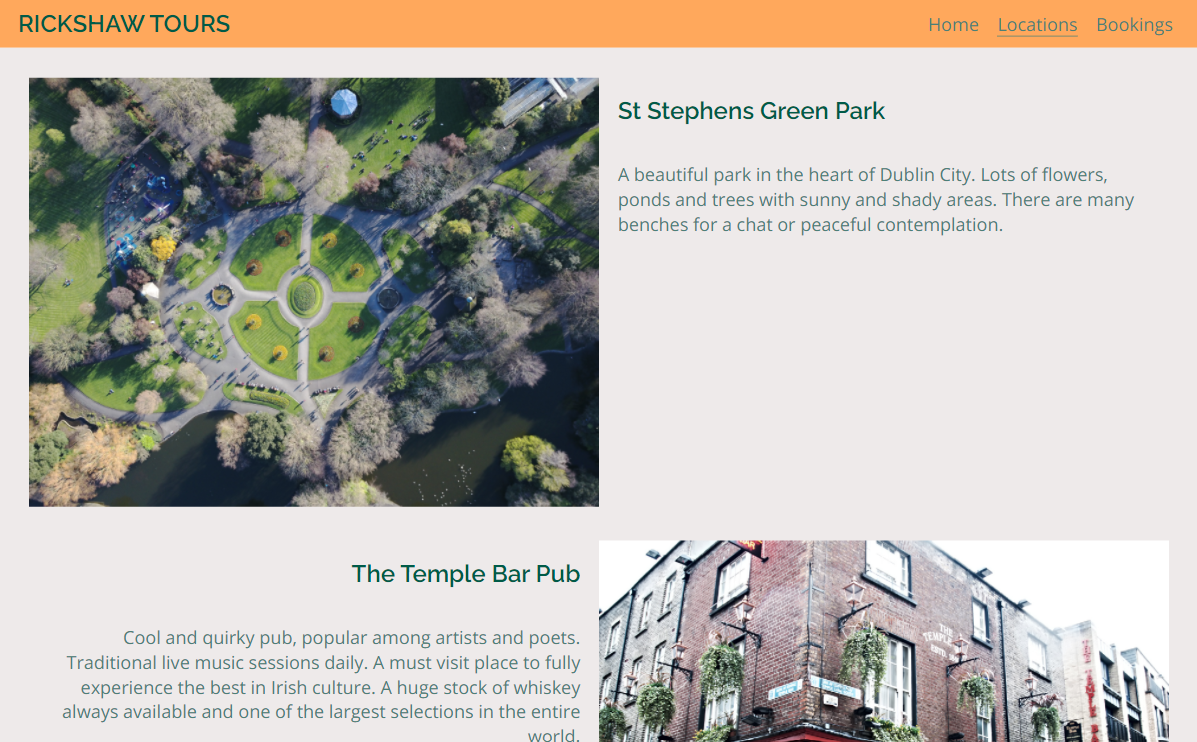 RICKSHAW TOURS
Home Locations Bookings
St Stephens Green Park
A beautiful park in the heart of Dublin City. Lots of flowers,
ponds and trees with sunny and shady areas. There are many
benches for a chat or peaceful contemplation.
The Temple Bar Pub
Cool and quirky pub, popular among artists and poets.
Traditional live music sessions daily. A must visit place to fully
experience the best in Irish culture. A huge stock of whiskey
always available and one of the largest selections in the entire
world.
THE
TEMPLE